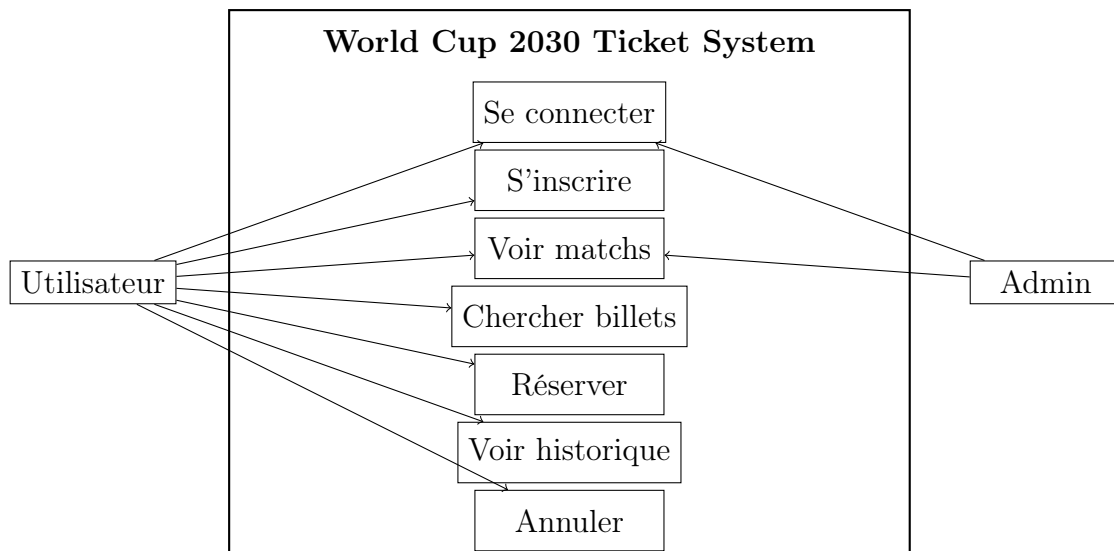 World Cup 2030 Ticket System
Se connecter
S'inscrire
Voir matchs
Utilisateur
Admin
Chercher billets
Réserver
Voir historique
Annuler